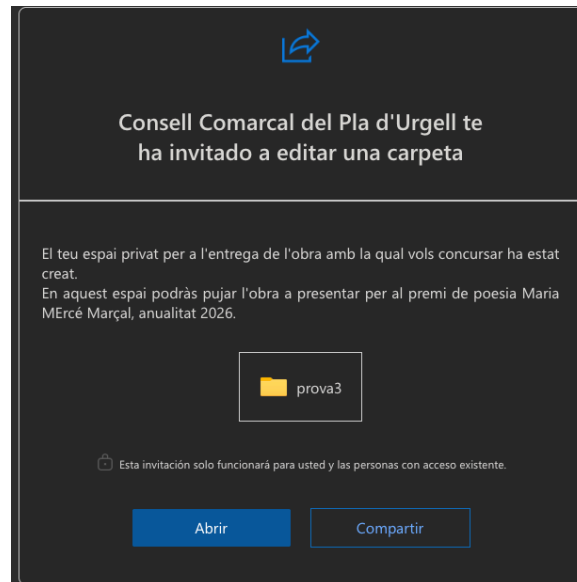 Consell Comarcal del Pla d'Urgell te
ha invitado a editar una carpeta
El teu espai privat per a l'entrega de l'obra amb la qual vols concursar ha estat
creat.
En aquest espai podràs pujar l'obra a presentar per al premi de poesia Maria
MErcé Marçal, anualitat 2026.
prova3
Esta invitación solo funcionará para usted y las personas con acceso existente.
Abrir
Compartir